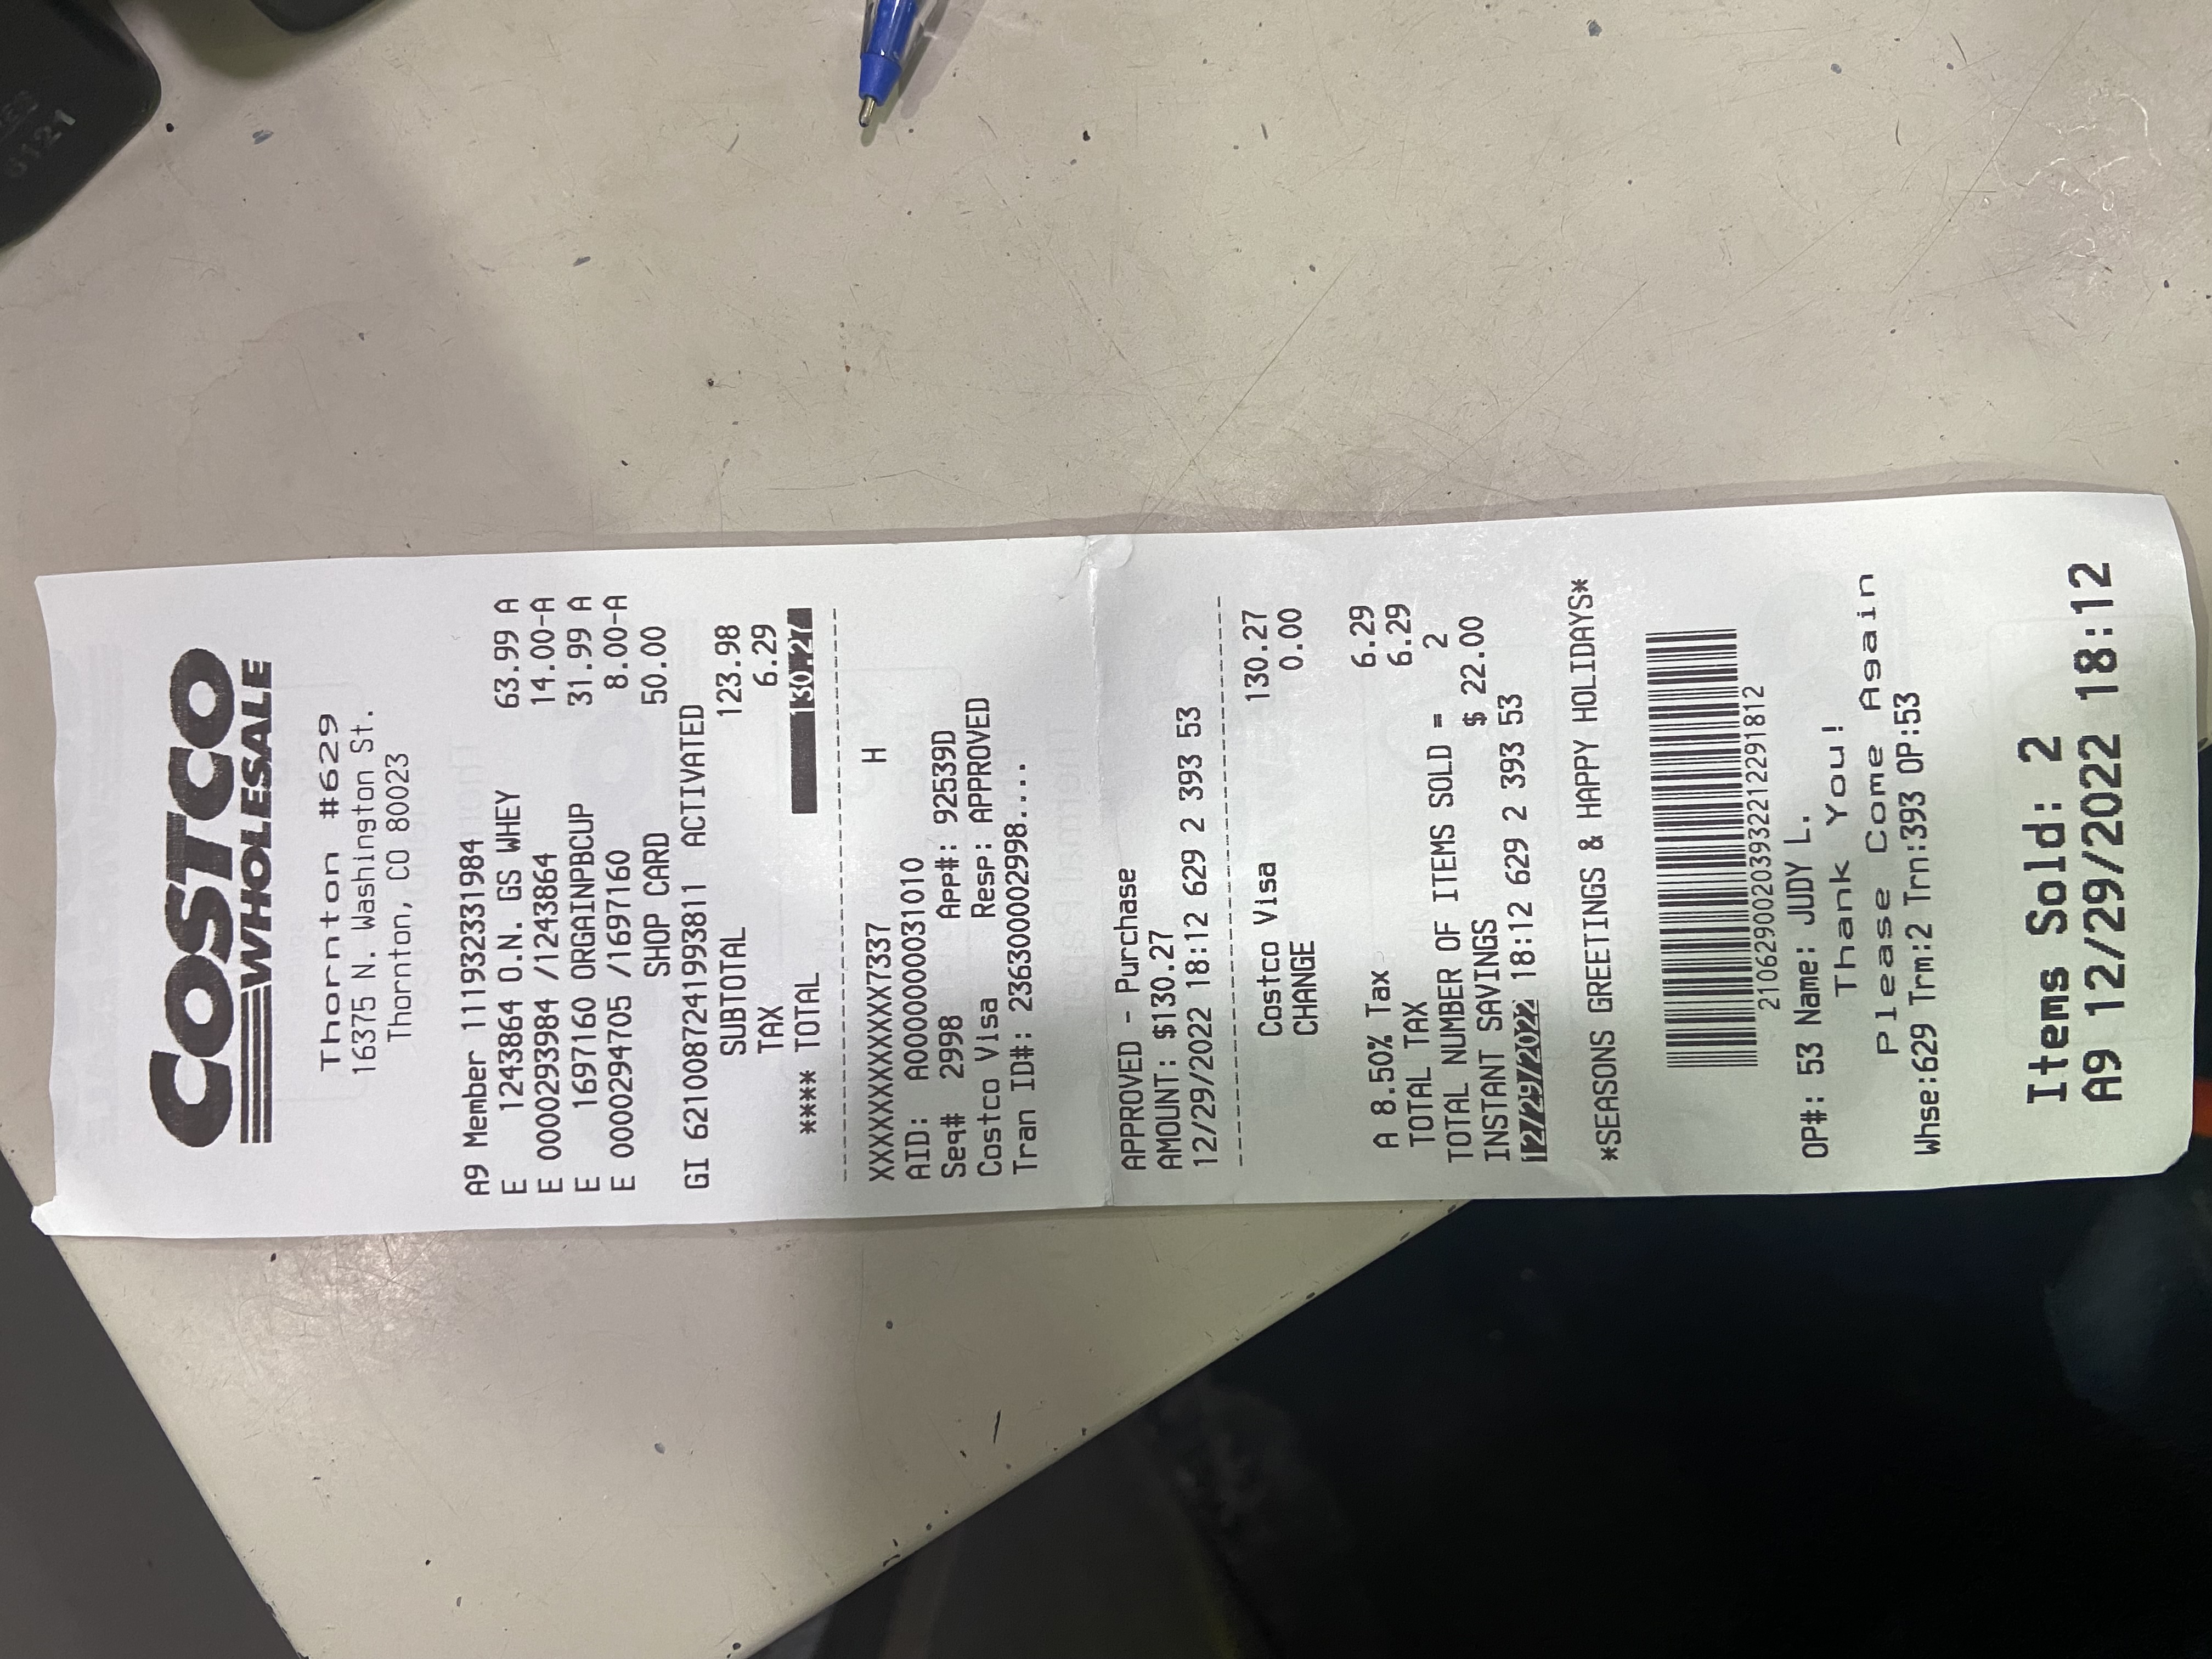 COSTCO
WHOLESALE
Thornton #629
16375 N. Washington St.
Thornton, CO 80023
A9 Member 111932331984
E 1243864 O.N. GS WHEY 63.99 A
E 0000293984 /1243864 14.00-A
E 1697160 ORGAINPBCUP 31.99 A
E 0000294705 /1697160 8.00-A
SHOP CARD 50.00
GI 6210087241993811 ACTIVATED
SUBTOTAL 123.98
TAX 6.29
**** TOTAL 130.27
XXXXXXXXXXXX7337 H
AID: A0000000031010
Seq# 2998 App#: 92539D
Costco Visa Resp: APPROVED
Tran ID#: 236300002998....
APPROVED - Purchase
AMOUNT: $130.27
12/29/2022 18:12 629 2 393 53
Costco Visa 130.27
CHANGE 0.00
A 8.50% Tax 6.29
TOTAL TAX 6.29
TOTAL NUMBER OF ITEMS SOLD = 2
INSTANT SAVINGS $ 22.00
12/29/2022 18:12 629 2 393 53
*SEASONS GREETINGS & HAPPY HOLIDAYS*
21062900203932212291812
OP#: 53 Name: JUDY L.
Thank You!
Please Come Again
Whse:629 Trm:2 Trn:393 OP:53
Items Sold: 2
A9 12/29/2022 18:12